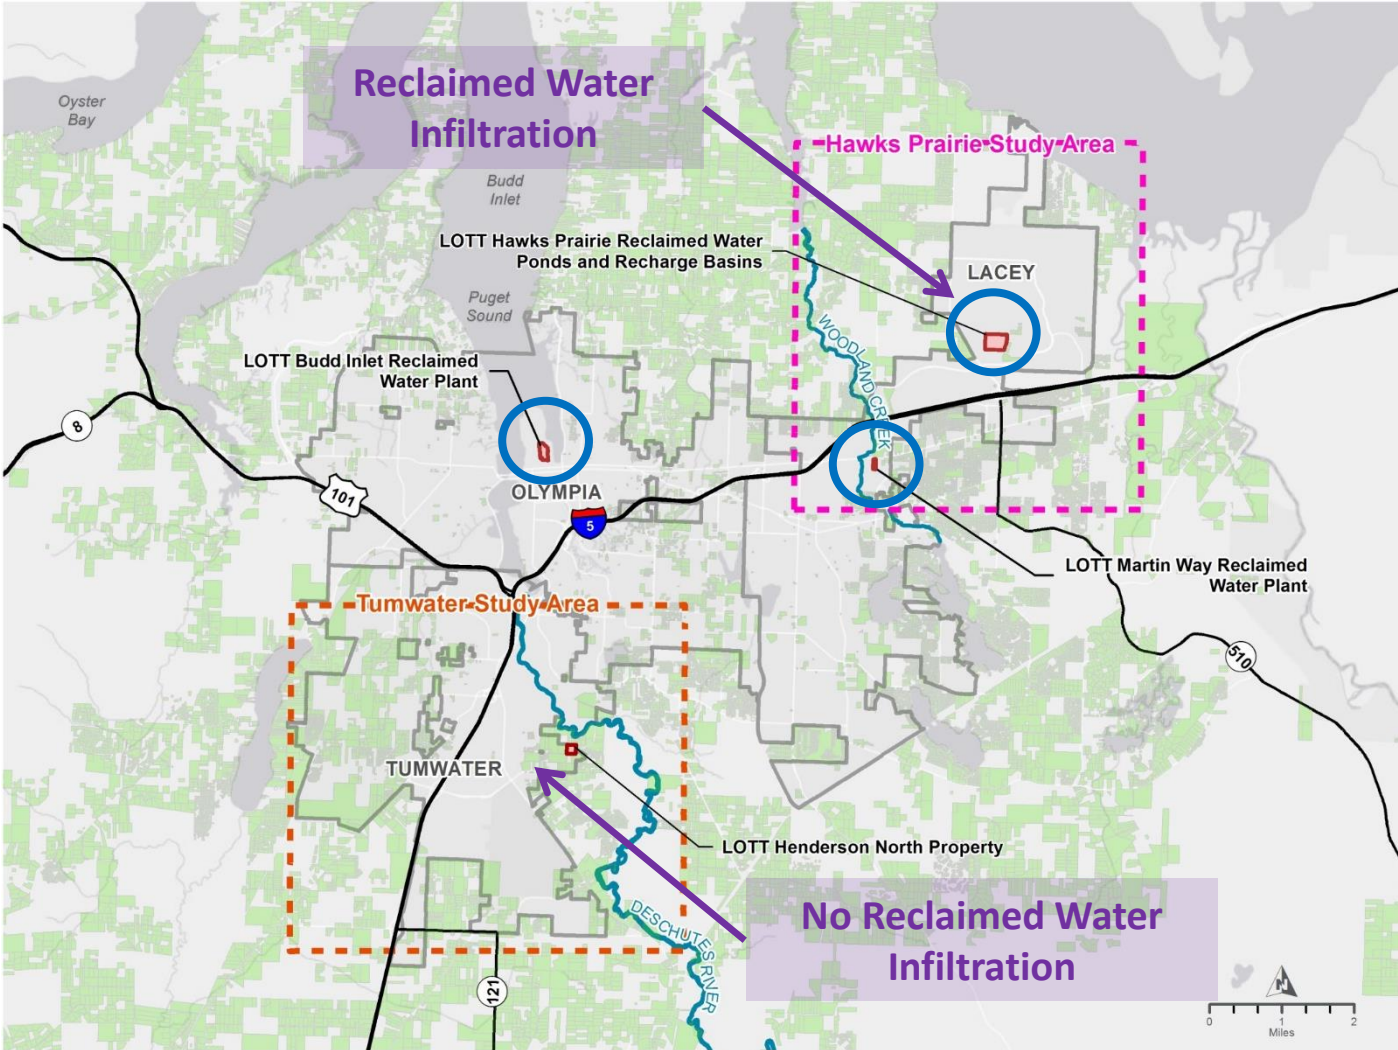 Reclaimed Water
Infiltration
Oyster
Bay
Hawks Prairie Study Area
Budd
Inlet
LOTT Hawks Prairie Reclaimed Water
Ponds and Recharge Basins
LACEY
Puget
Sound
WOODLAND CREEK
LOTT Budd Inlet Reclaimed
Water Plant
8
101
OLYMPIA
5
LOTT Martin Way Reclaimed
Water Plant
Tumwater Study Area
510
TUMWATER
LOTT Henderson North Property
No Reclaimed Water
Infiltration
DESCHUTES RIVER
121
N
0 1 2
Miles